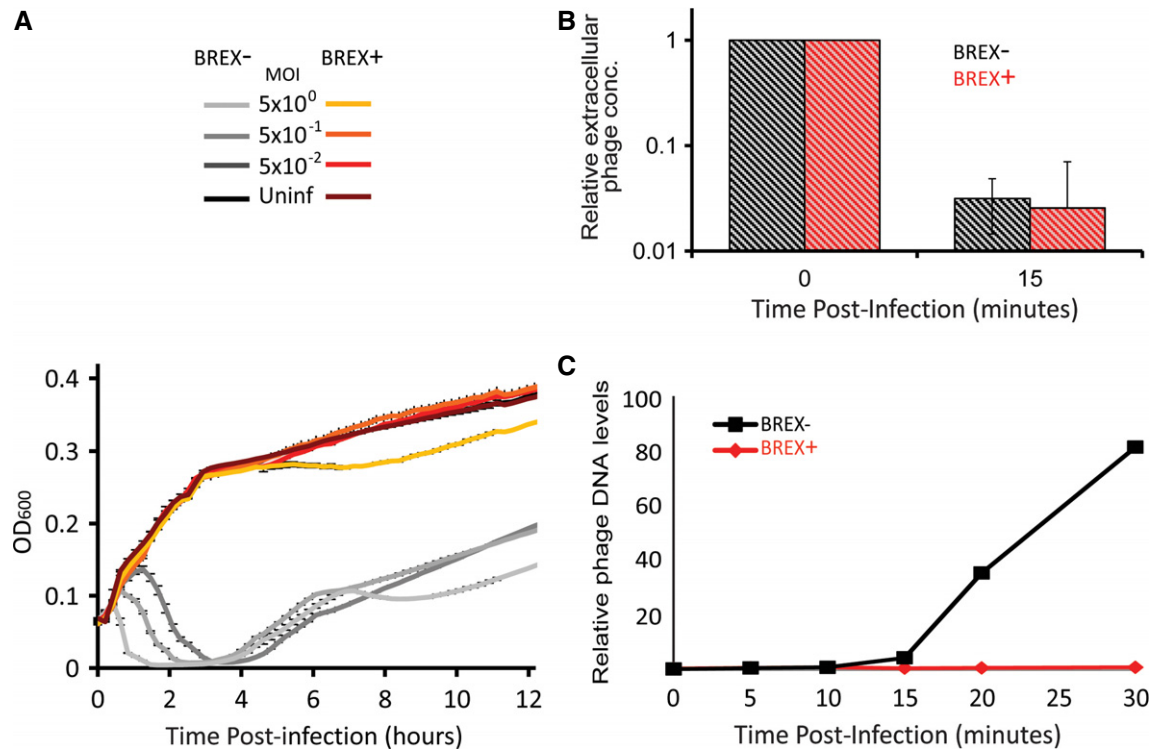 A
BREX- BREX+
MOI
5x10⁰
5x10⁻¹
5x10⁻²
Uninf
0.4
0.3
0.2
0.1
0
OD600
0 2 4 6 8 10 12
Time Post-infection (hours)
B
Relative extracellular
phage conc.
1
0.1
0.01
BREX-
BREX+
0 15
Time Post-Infection (minutes)
C
Relative phage DNA levels
100
80
60
40
20
BREX-
BREX+
0 5 10 15 20 30
Time Post-Infection (minutes)